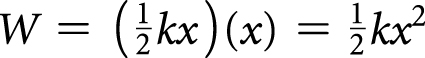 W = (½kx)(x) = ½kx²